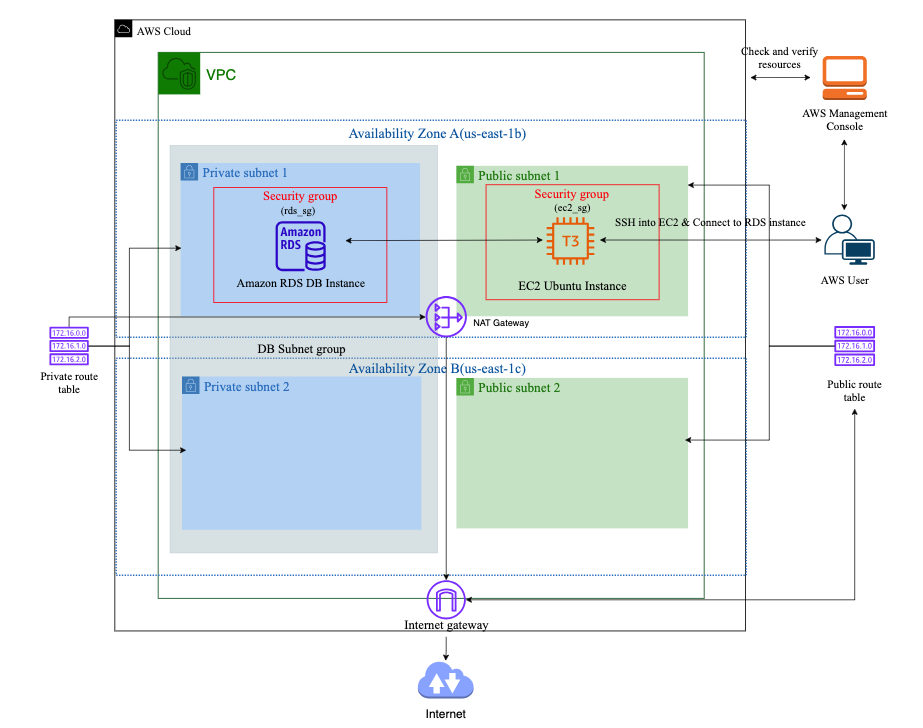 AWS Cloud
VPC
Check and verify
resources
AWS Management
Console
Availability Zone A(us-east-1b)
Private subnet 1
Security group
(rds_sg)
Amazon
RDS
Amazon RDS DB Instance
Public subnet 1
Security group
(ec2_sg)
T3
EC2 Ubuntu Instance
SSH into EC2 & Connect to RDS instance
AWS User
NAT Gateway
172.16.0.0
172.16.1.0
172.16.2.0
Private route
table
172.16.0.0
172.16.1.0
172.16.2.0
Public route
table
DB Subnet group
Availability Zone B(us-east-1c)
Private subnet 2
Public subnet 2
Internet gateway
Internet